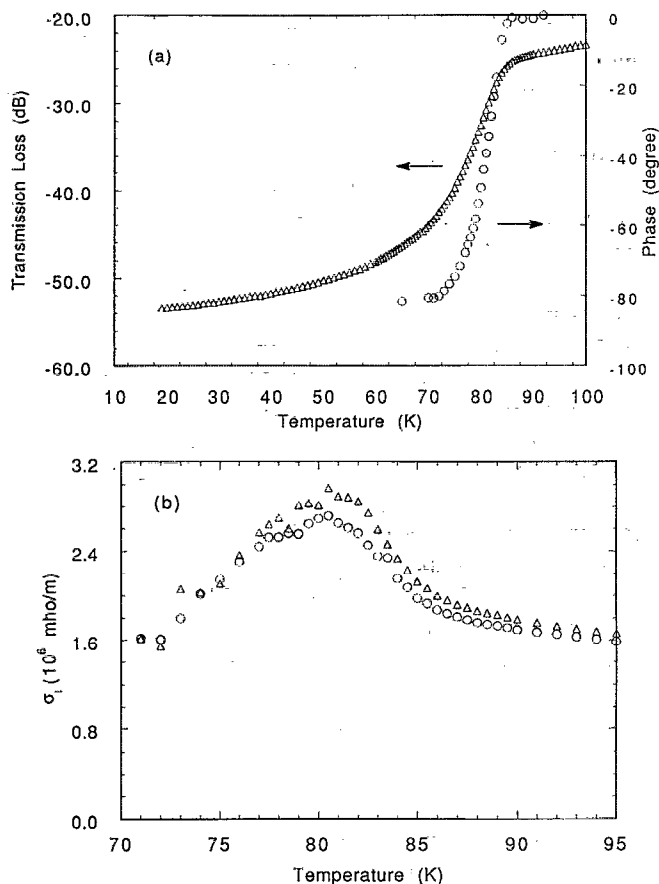 (a)
Transmission Loss (dB)
-20.0
-30.0
-40.0
-50.0
-60.0
Phase (degree)
0
-20
-40
-60
-80
-100
10 20 30 40 50 60 70 80 90 100
Temperature (K)
(b)
σ₁ (10⁶ mho/m)
3.2
2.4
1.6
0.8
0.0
70 75 80 85 90 95
Temperature (K)